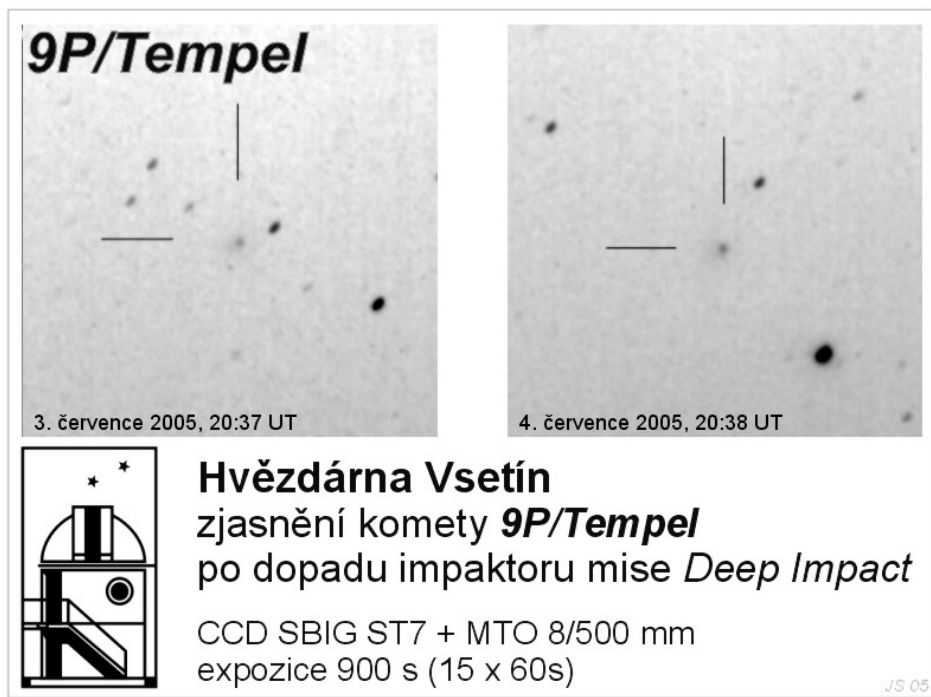 9P/Tempel
3. července 2005, 20:37 UT
4. července 2005, 20:38 UT
Hvězdárna Vsetín
zjasnění komety 9P/Tempel
po dopadu impaktoru mise Deep Impact
CCD SBIG ST7 + MTO 8/500 mm
expozice 900 s (15 x 60s)
JS 05